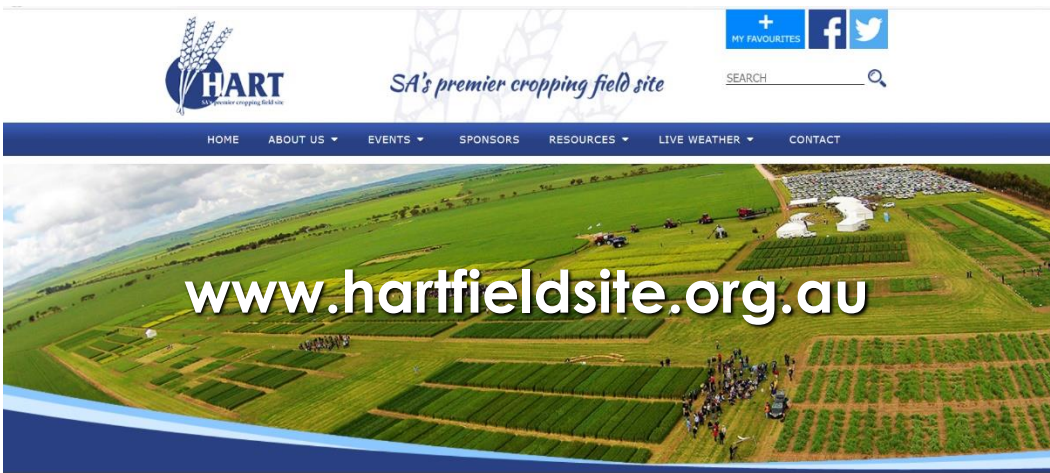 HART
SA's premier cropping field site
SA's premier cropping field site
+
MY FAVOURITES
f
SEARCH
HOME ABOUT US EVENTS SPONSORS RESOURCES LIVE WEATHER CONTACT
www.hartfieldsite.org.au